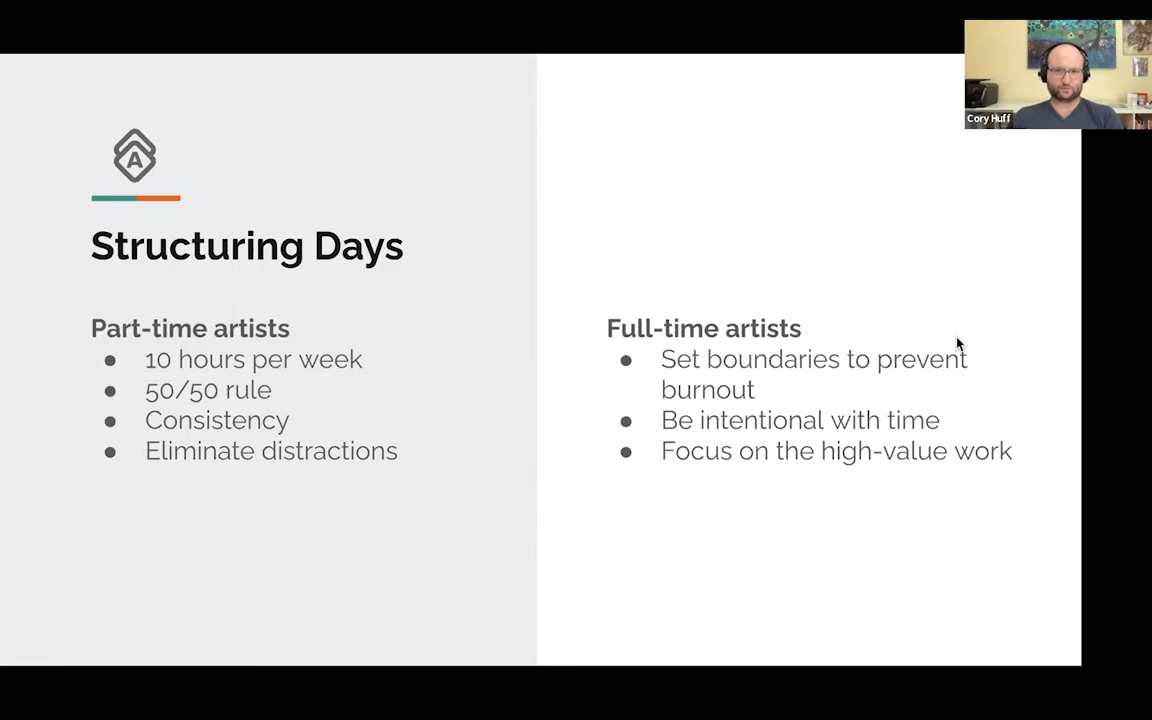 Cory Huff
A
Structuring Days
Part-time artists
● 10 hours per week
● 50/50 rule
● Consistency
● Eliminate distractions
Full-time artists
● Set boundaries to prevent
burnout
● Be intentional with time
● Focus on the high-value work